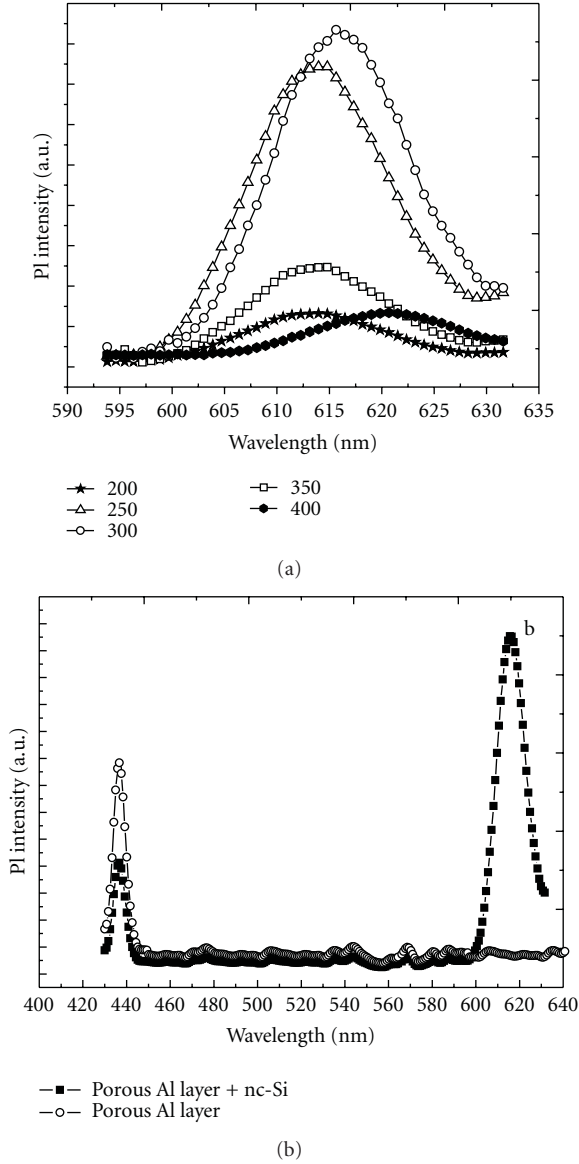 Pl intensity (a.u.)
590 595 600 605 610 615 620 625 630 635
Wavelength (nm)
200 350
250 400
300
(a)
b
Pl intensity (a.u.)
400 420 440 460 480 500 520 540 560 580 600 620 640
Wavelength (nm)
Porous Al layer + nc-Si
Porous Al layer
(b)